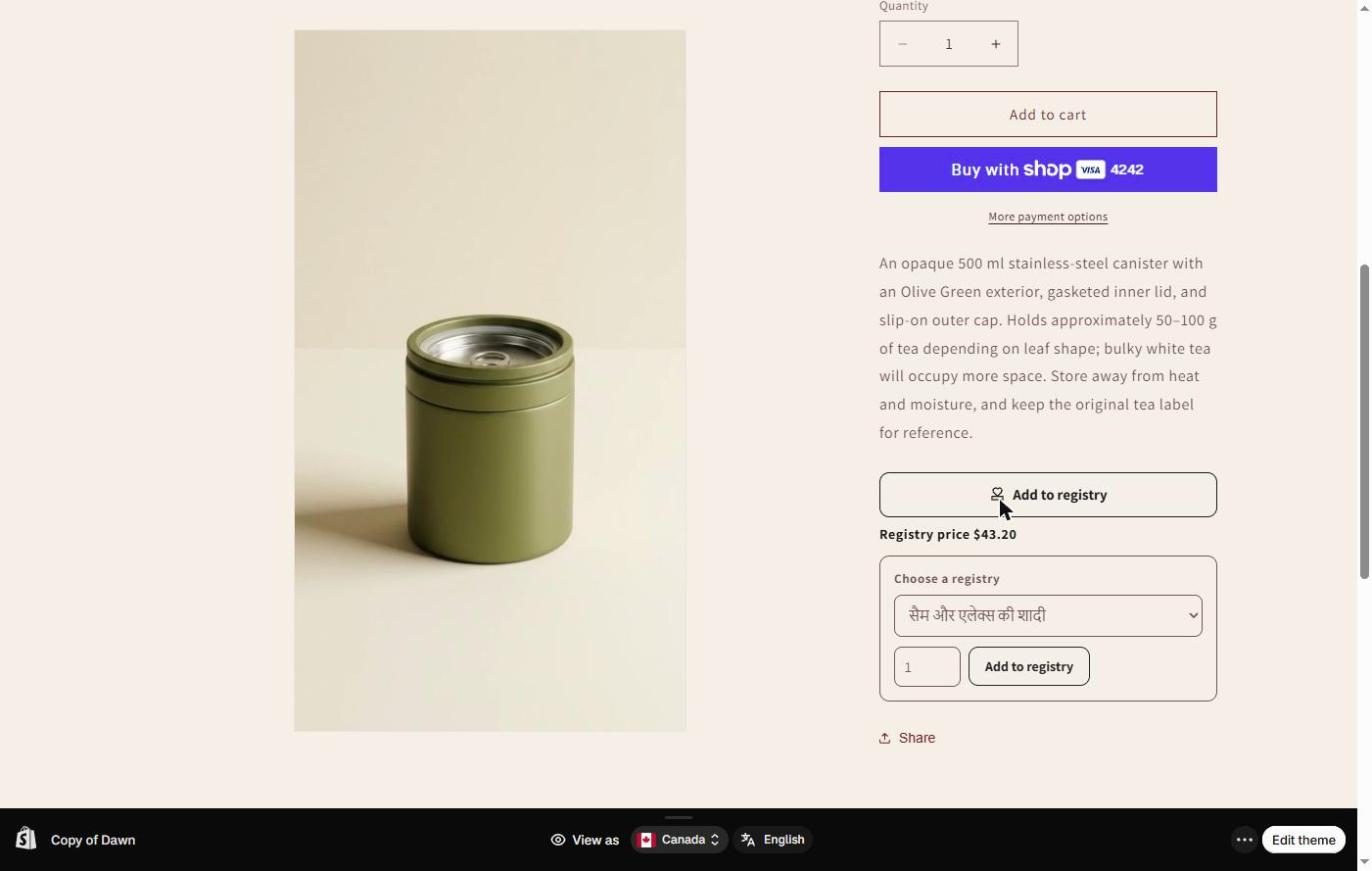 Quantity
− 1 +
Add to cart
Buy with shop VISA 4242
More payment options
An opaque 500 ml stainless-steel canister with
an Olive Green exterior, gasketed inner lid, and
slip-on outer cap. Holds approximately 50–100 g
of tea depending on leaf shape; bulky white tea
will occupy more space. Store away from heat
and moisture, and keep the original tea label
for reference.
Add to registry
Registry price $43.20
Choose a registry
सैम और एलेक्स की शादी
1 Add to registry
Share
Copy of Dawn View as Canada English Edit theme